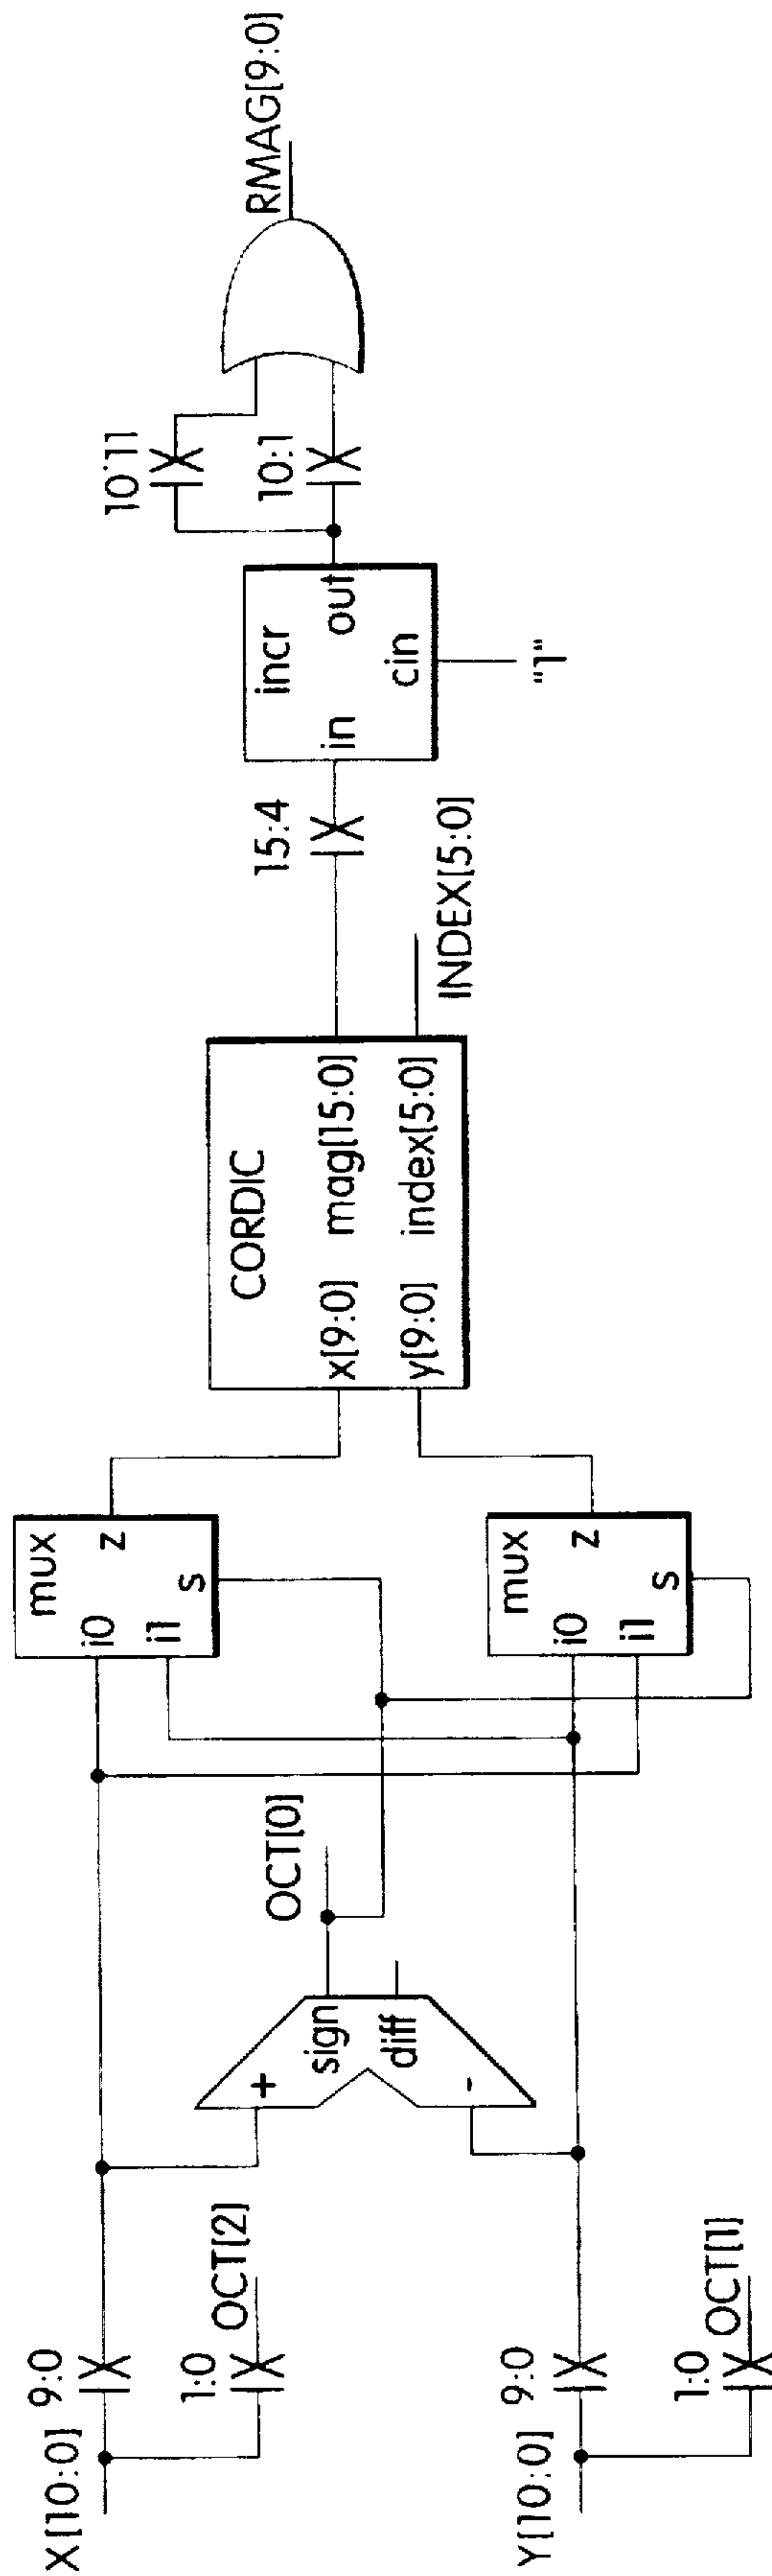 X[10:0]
9:0
1:0
OCT[2]
Y[10:0]
9:0
1:0
OCT[1]
+
-
sign
diff
OCT[0]
mux
i0
i1
z
s
mux
i0
i1
z
s
CORDIC
x[9:0] mag[15:0]
y[9:0] index[5:0]
INDEX[5:0]
15:4
incr
in
out
cin
"1"
10.11
10:1
RMAG[9:0]